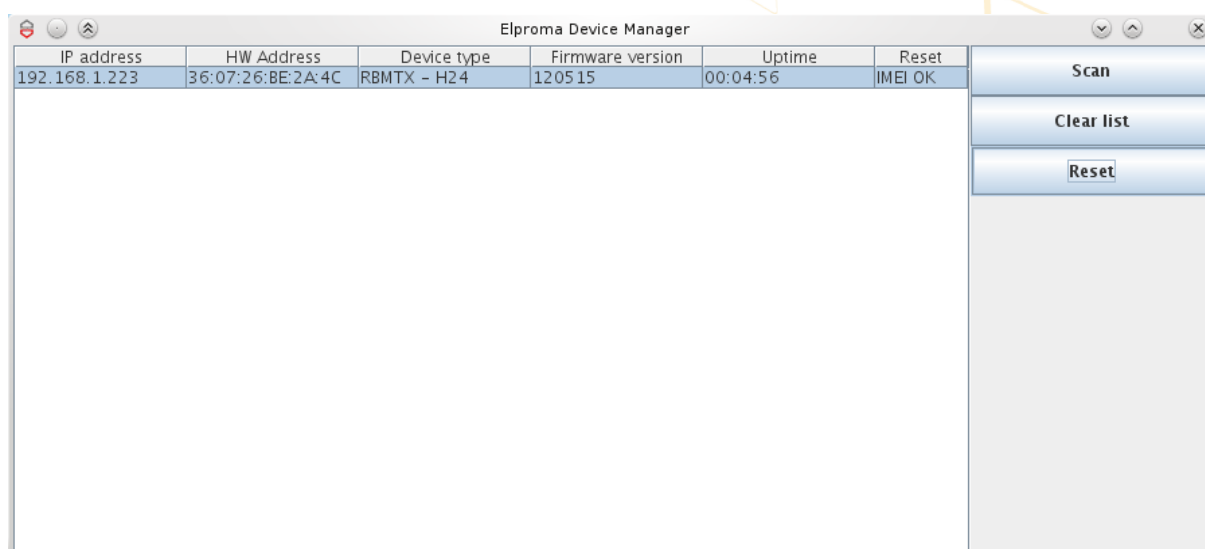 Elproma Device Manager
IP address HW Address Device type Firmware version Uptime Reset
192.168.1.223 36:07:26:BE:2A:4C RBMTX – H24 120515 00:04:56 IMEI OK
Scan
Clear list
Reset